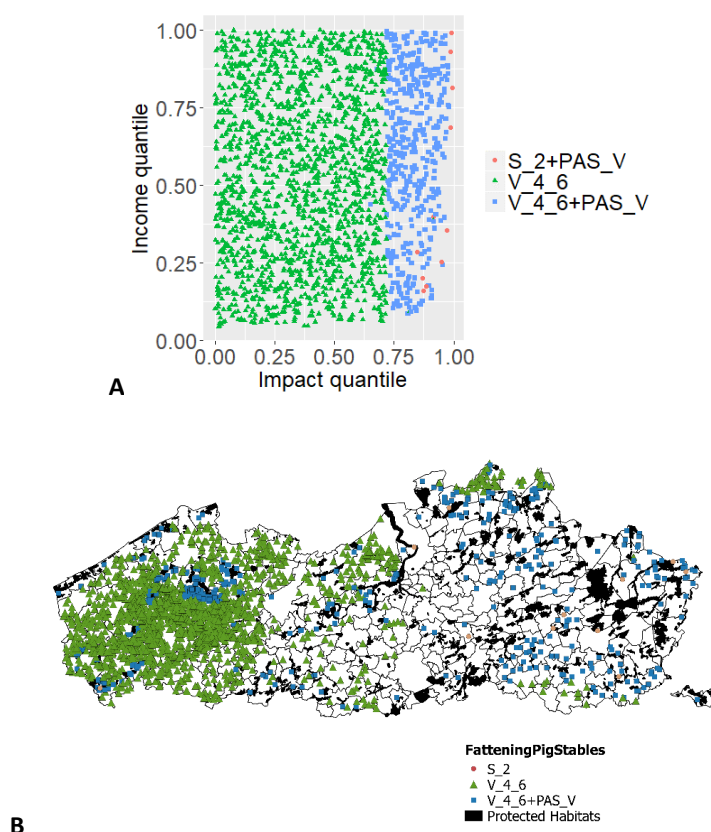 1.00
0.75
0.50
0.25
0.00
Income quantile
0.00 0.25 0.50 0.75 1.00
Impact quantile
S_2+PAS_V
V_4_6
V_4_6+PAS_V
A
FatteningPigStables
S_2
V_4_6
V_4_6+PAS_V
Protected Habitats
B